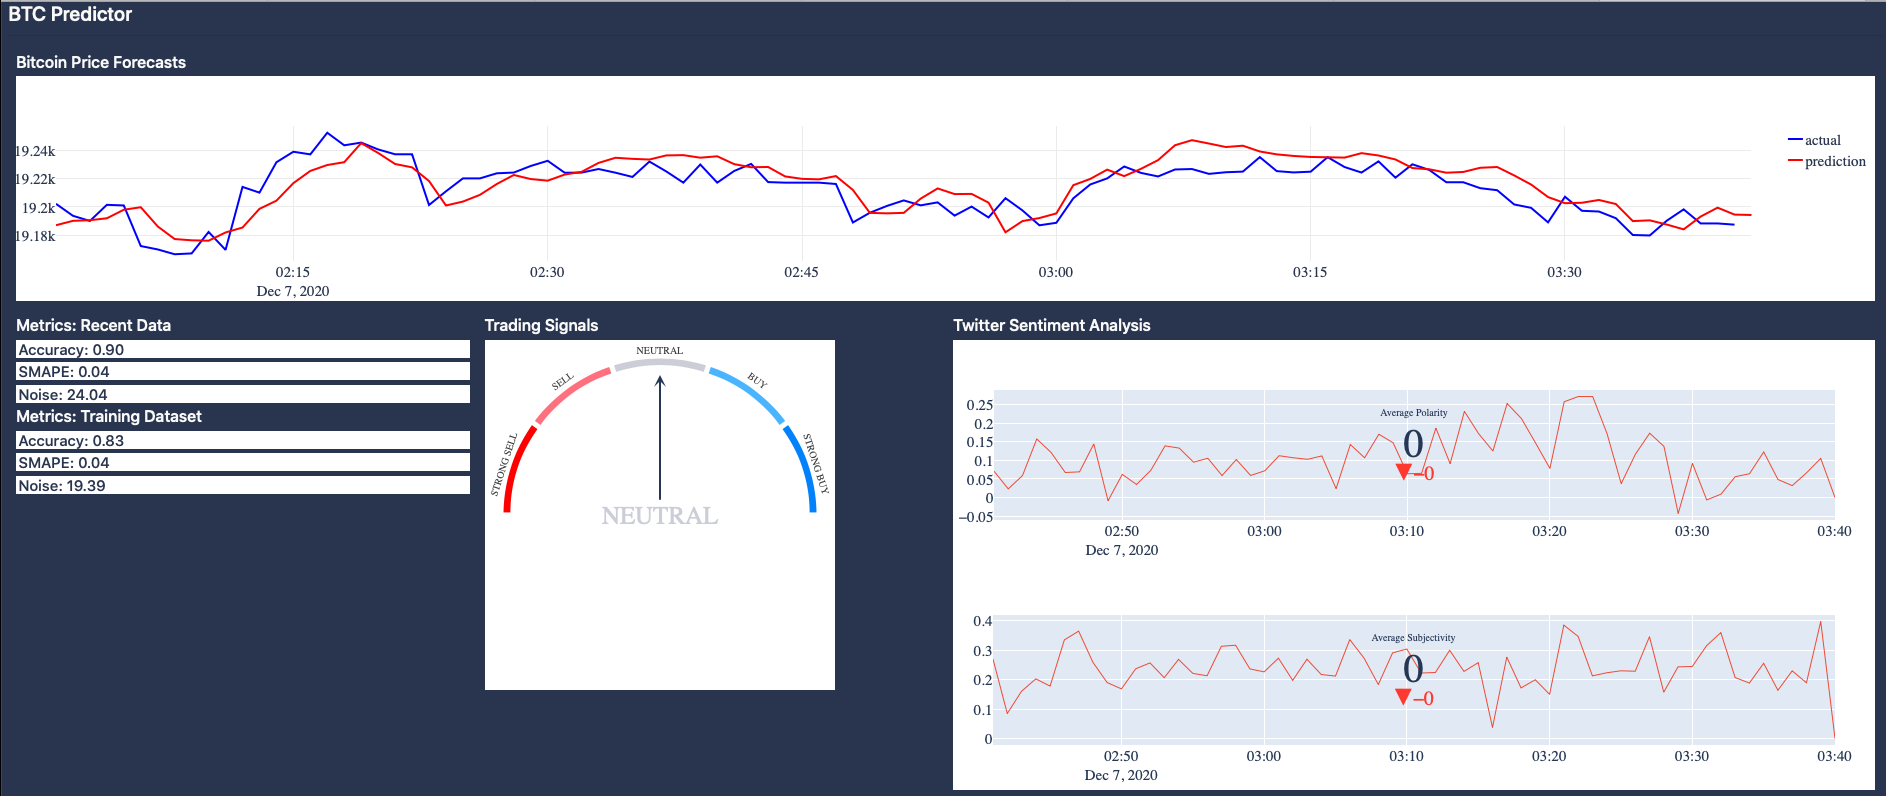 BTC Predictor
Bitcoin Price Forecasts
19.24k
19.22k
19.2k
19.18k
02:15 02:30 02:45 03:00 03:15 03:30
Dec 7, 2020
actual
prediction
Metrics: Recent Data
Accuracy: 0.90
SMAPE: 0.04
Noise: 24.04
Metrics: Training Dataset
Accuracy: 0.83
SMAPE: 0.04
Noise: 19.39
Trading Signals
STRONG SELL
SELL
NEUTRAL
BUY
STRONG BUY
NEUTRAL
Twitter Sentiment Analysis
Average Polarity
0
▼−0
0.25
0.2
0.15
0.1
0.05
0
−0.05
02:50 03:00 03:10 03:20 03:30 03:40
Dec 7, 2020
Average Subjectivity
0
▼−0
0.4
0.3
0.2
0.1
0
02:50 03:00 03:10 03:20 03:30 03:40
Dec 7, 2020